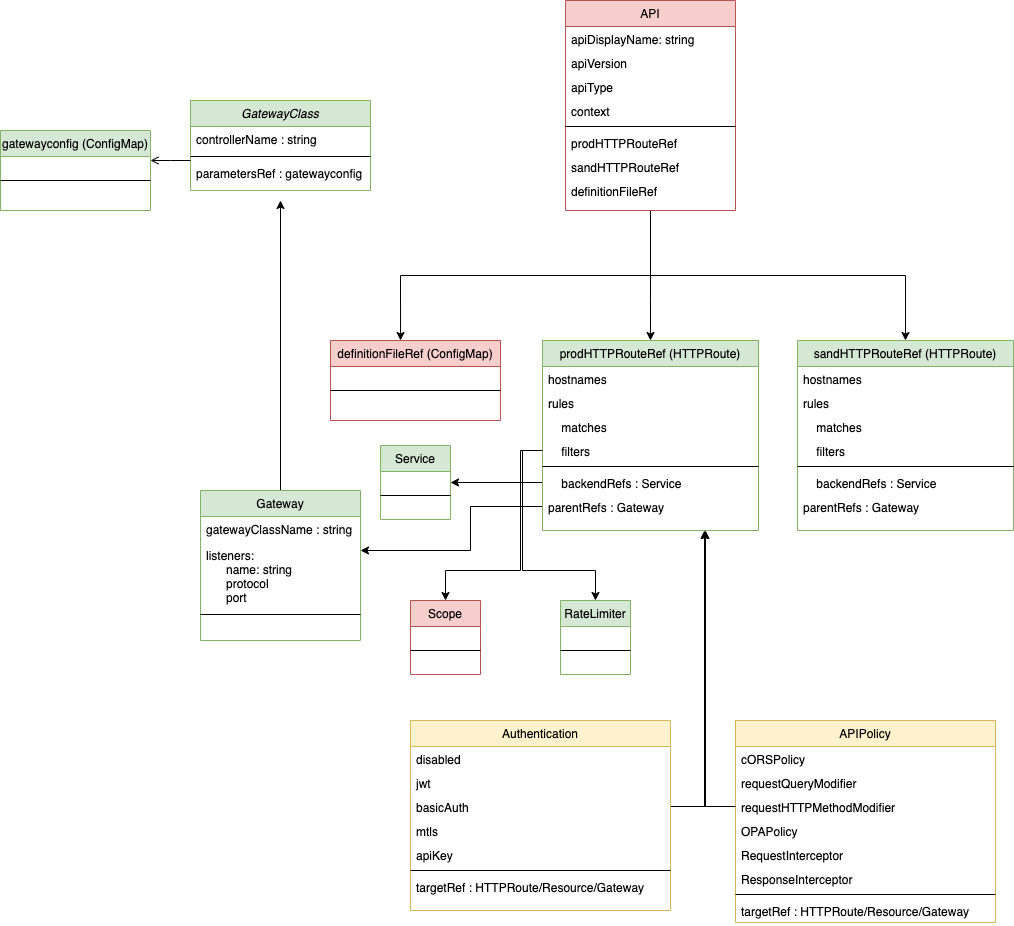 API
apiDisplayName: string
apiVersion
apiType
context
prodHTTPRouteRef
sandHTTPRouteRef
definitionFileRef
GatewayClass
controllerName : string
parametersRef : gatewayconfig
gatewayconfig (ConfigMap)
definitionFileRef (ConfigMap)
prodHTTPRouteRef (HTTPRoute)
hostnames
rules
matches
filters
backendRefs : Service
parentRefs : Gateway
sandHTTPRouteRef (HTTPRoute)
hostnames
rules
matches
filters
backendRefs : Service
parentRefs : Gateway
Service
Gateway
gatewayClassName : string
listeners:
name: string
protocol
port
Scope
RateLimiter
Authentication
disabled
jwt
basicAuth
mtls
apiKey
targetRef : HTTPRoute/Resource/Gateway
APIPolicy
cORSPolicy
requestQueryModifier
requestHTTPMethodModifier
OPAPolicy
RequestInterceptor
ResponseInterceptor
targetRef : HTTPRoute/Resource/Gateway